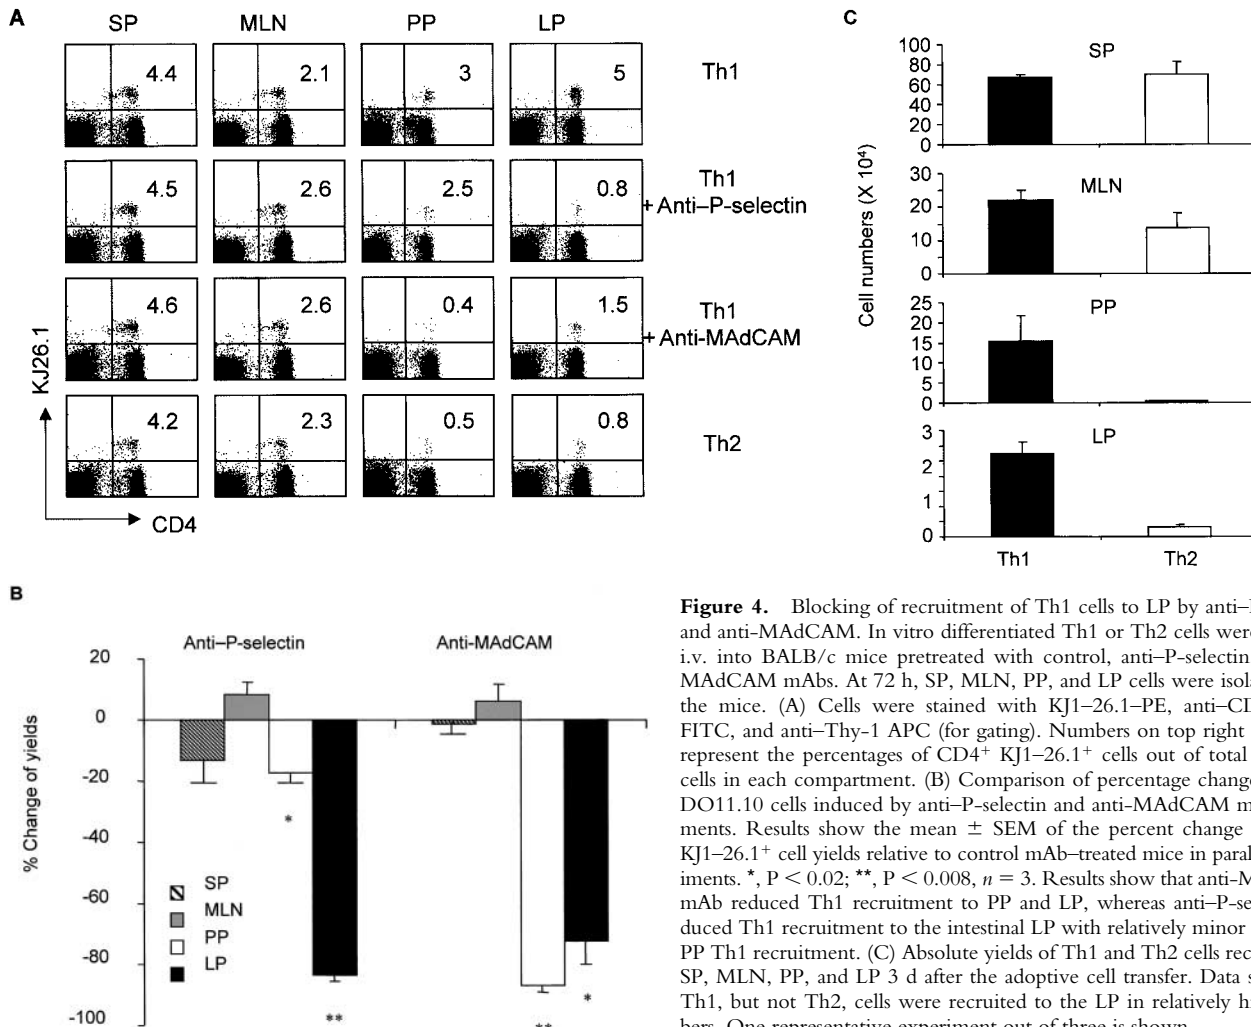 A
SP MLN PP LP
4.4 2.1 3 5 Th1
4.5 2.6 2.5 0.8 Th1
+ Anti–P-selectin
4.6 2.6 0.4 1.5 Th1
+ Anti-MAdCAM
4.2 2.3 0.5 0.8 Th2
KJ26.1
CD4
C
Cell numbers (X 10⁴)
SP
100
80
60
40
20
0
MLN
30
20
10
0
PP
25
20
15
10
5
0
LP
3
2
1
0
Th1 Th2
B
Anti–P-selectin Anti-MAdCAM
% Change of yields
20
0
-20
-40
-60
-80
-100
SP
MLN
PP
LP
*
**
**
*
Figure 4. Blocking of recruitment of Th1 cells to LP by anti–
and anti-MAdCAM. In vitro differentiated Th1 or Th2 cells were
i.v. into BALB/c mice pretreated with control, anti–P-selectin
MAdCAM mAbs. At 72 h, SP, MLN, PP, and LP cells were isola
the mice. (A) Cells were stained with KJ1–26.1–PE, anti–CD
FITC, and anti–Thy-1 APC (for gating). Numbers on top right
represent the percentages of CD4⁺ KJ1–26.1⁺ cells out of total
cells in each compartment. (B) Comparison of percentage change
DO11.10 cells induced by anti–P-selectin and anti-MAdCAM m
ments. Results show the mean ± SEM of the percent change
KJ1–26.1⁺ cell yields relative to control mAb–treated mice in paral
iments. *, P < 0.02; **, P < 0.008, n = 3. Results show that anti-M
mAb reduced Th1 recruitment to PP and LP, whereas anti–P-se
duced Th1 recruitment to the intestinal LP with relatively minor
PP Th1 recruitment. (C) Absolute yields of Th1 and Th2 cells rec
SP, MLN, PP, and LP 3 d after the adoptive cell transfer. Data s
Th1, but not Th2, cells were recruited to the LP in relatively hi
bers. One representative experiment out of three is shown